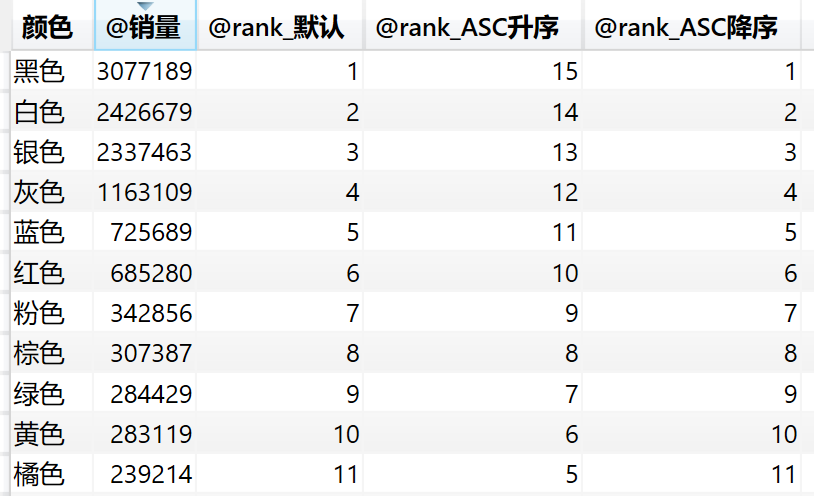 颜色 @销量 @rank_默认 @rank_ASC升序 @rank_ASC降序
黑色 3077189 1 15 1
白色 2426679 2 14 2
银色 2337463 3 13 3
灰色 1163109 4 12 4
蓝色 725689 5 11 5
红色 685280 6 10 6
粉色 342856 7 9 7
棕色 307387 8 8 8
绿色 284429 9 7 9
黄色 283119 10 6 10
橘色 239214 11 5 11